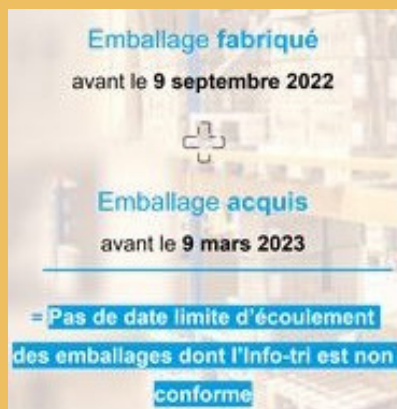 Emballage fabriqué
avant le 9 septembre 2022
Emballage acquis
avant le 9 mars 2023
= Pas de date limite d'écoulement
des emballages dont l'Info-tri est non
conforme